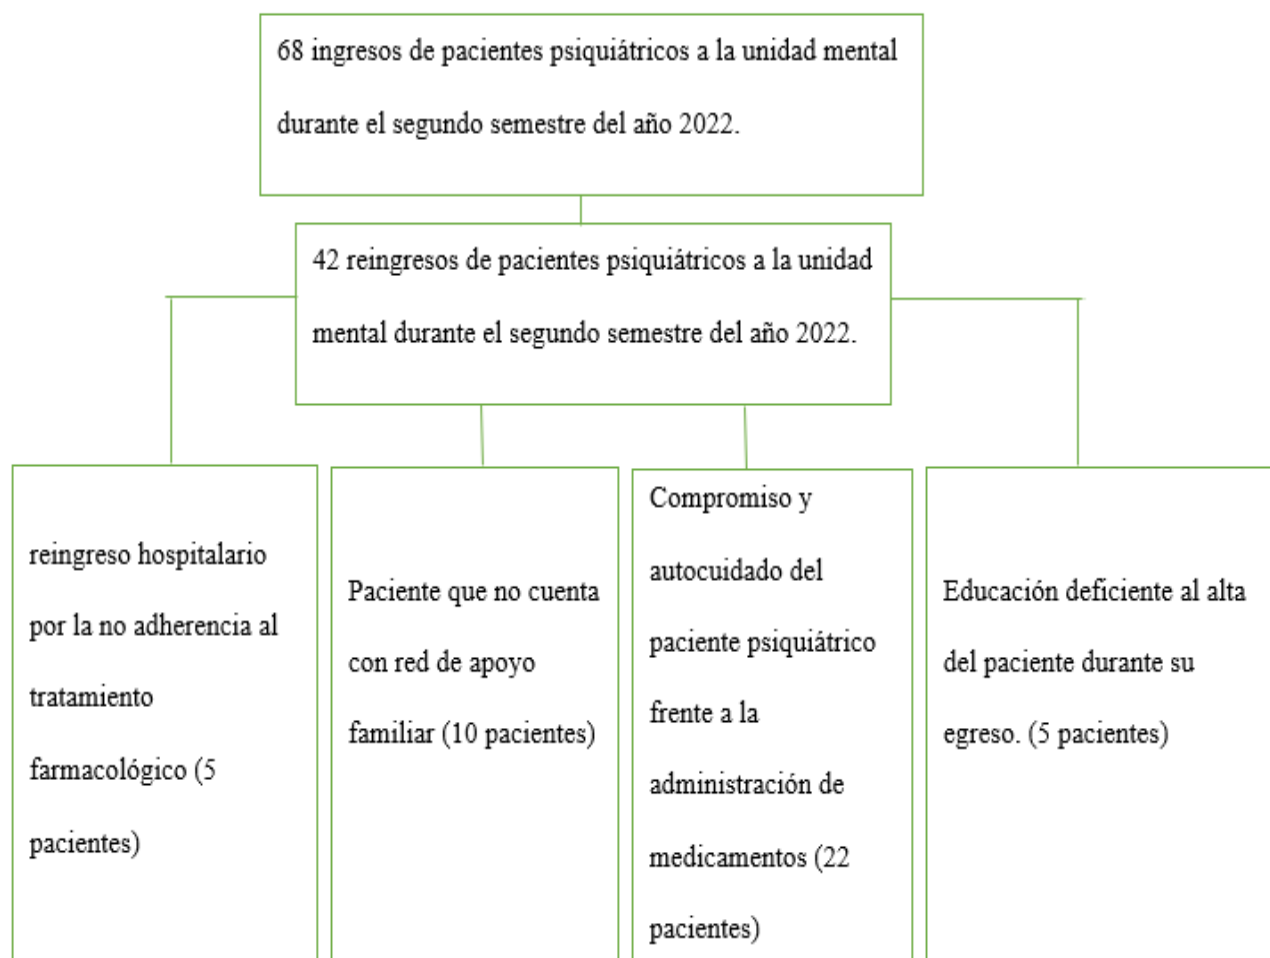 68 ingresos de pacientes psiquiátricos a la unidad mental
durante el segundo semestre del año 2022.
42 reingresos de pacientes psiquiátricos a la unidad
mental durante el segundo semestre del año 2022.
reingreso hospitalario
por la no adherencia al
tratamiento
farmacológico (5
pacientes)
Paciente que no cuenta
con red de apoyo
familiar (10 pacientes)
Compromiso y
autocuidado del
paciente psiquiátrico
frente a la
administración de
medicamentos (22
pacientes)
Educación deficiente al alta
del paciente durante su
egreso. (5 pacientes)